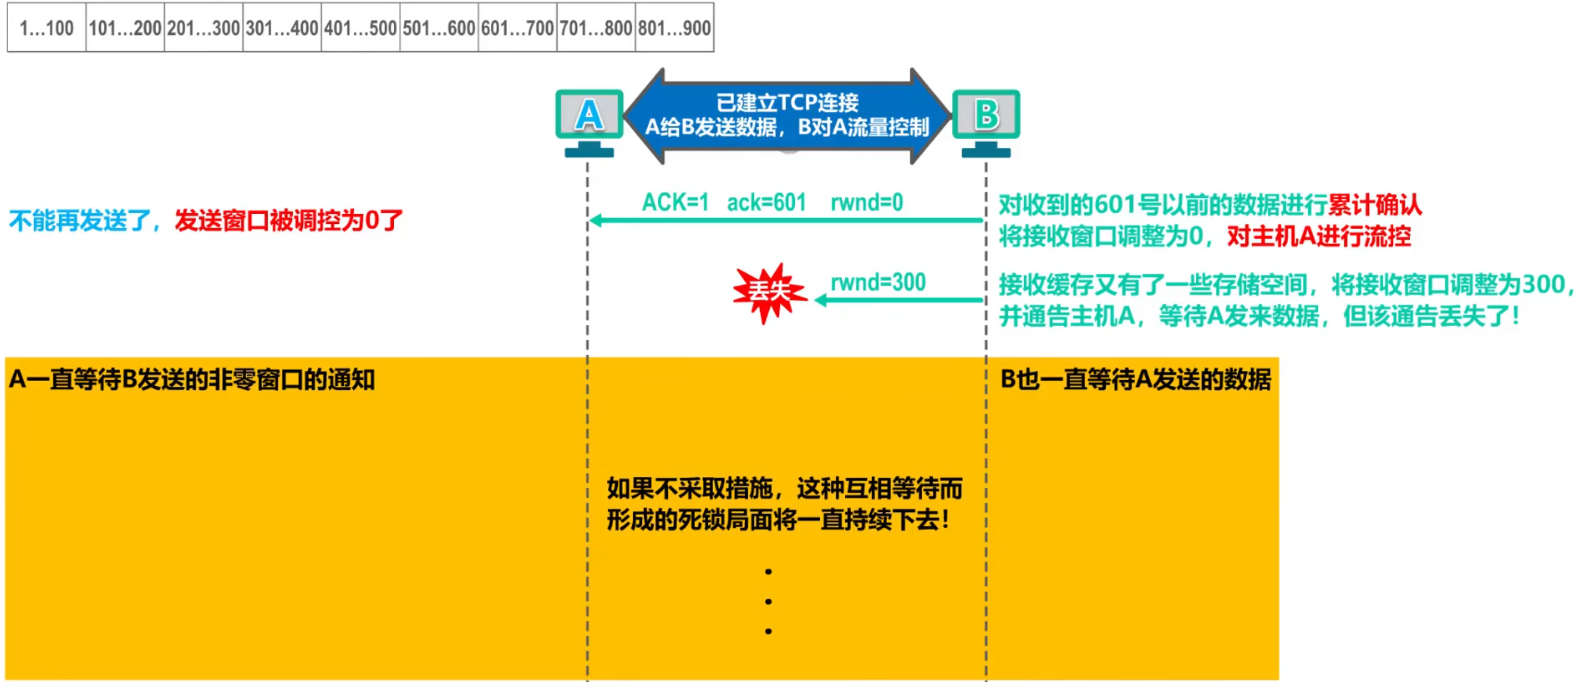 1…100 101…200 201…300 301…400 401…500 501…600 601…700 701…800 801…900
已建立TCP连接
A给B发送数据，B对A流量控制
A
B
ACK=1 ack=601 rwnd=0
不能再发送了，发送窗口被调控为0了
对收到的601号以前的数据进行累计确认
将接收窗口调整为0，对主机A进行流控
丢失
rwnd=300
接收缓存又有了一些存储空间，将接收窗口调整为300，
并通告主机A，等待A发来数据，但该通告丢失了！
A一直等待B发送的非零窗口的通知
B也一直等待A发送的数据
如果不采取措施，这种互相等待而
形成的死锁局面将一直持续下去！